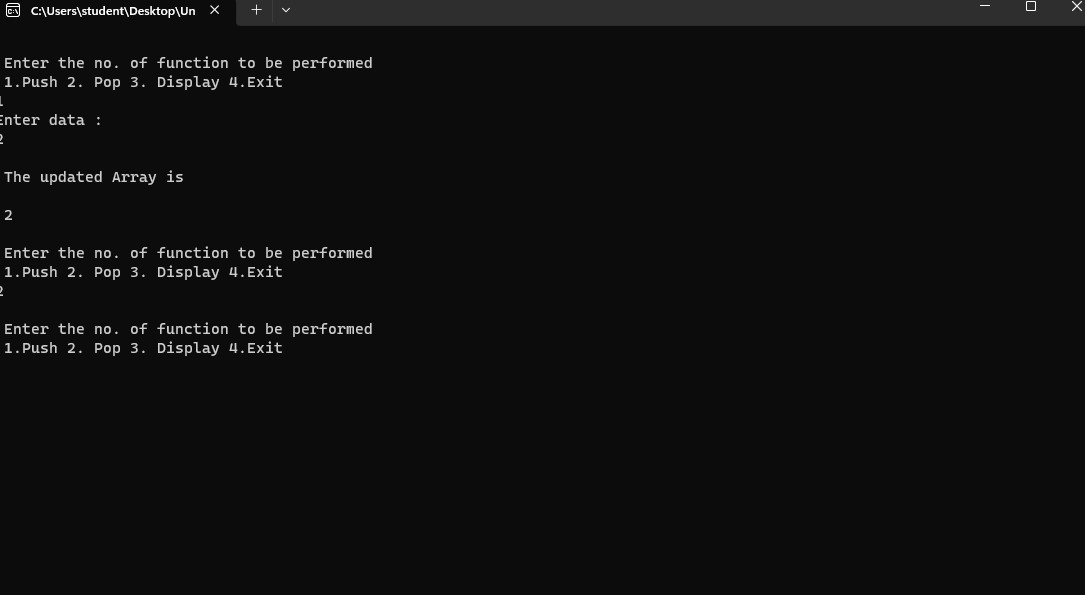 C:\Users\student\Desktop\Un
Enter the no. of function to be performed
1.Push 2. Pop 3. Display 4.Exit
1
Enter data :
2
The updated Array is
2
Enter the no. of function to be performed
1.Push 2. Pop 3. Display 4.Exit
2
Enter the no. of function to be performed
1.Push 2. Pop 3. Display 4.Exit